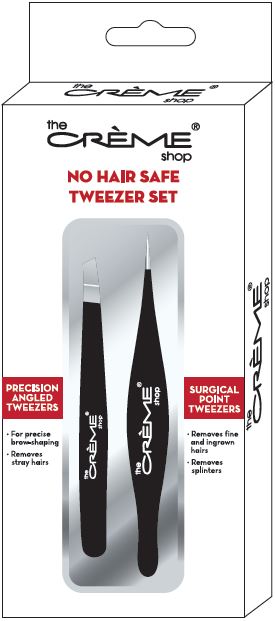 the
CRÈME®
shop
the
CRÈME®
shop
NO HAIR SAFE
TWEEZER SET
PRECISION
ANGLED
TWEEZERS
• For precise
brow-shaping
• Removes
stray hairs
the
CRÈME®
shop
the
CRÈME®
shop
SURGICAL
POINT
TWEEZERS
• Removes fine
and ingrown
hairs
• Removes
splinters
the
CRÈME®
shop